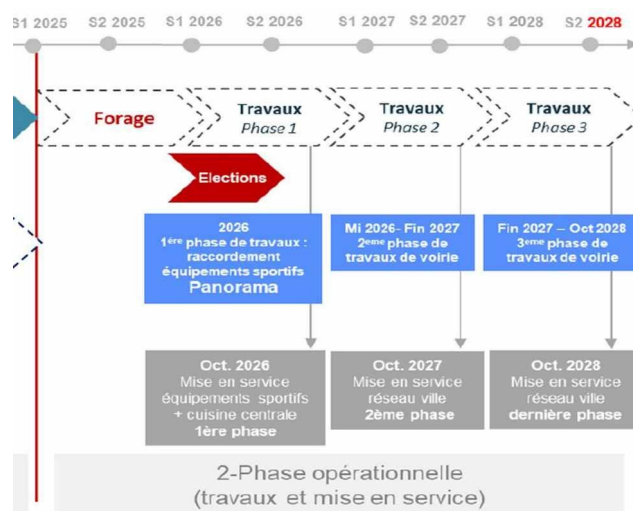 S1 2025 S2 2025 S1 2026 S2 2026 S1 2027 S2 2027 S1 2028 S2 2028
Forage
Travaux
Phase 1
Travaux
Phase 2
Travaux
Phase 3
Elections
2026
1ère phase de travaux :
raccordement
équipements sportifs
Panorama
Mi 2026- Fin 2027
2eme phase de
travaux de voirie
Fin 2027 – Oct 2028
3eme phase de
travaux de voirie
Oct. 2026
Mise en service
équipements sportifs
+ cuisine centrale
1ère phase
Oct. 2027
Mise en service
réseau ville
2ème phase
Oct. 2028
Mise en service
réseau ville
dernière phase
2-Phase opérationnelle
(travaux et mise en service)